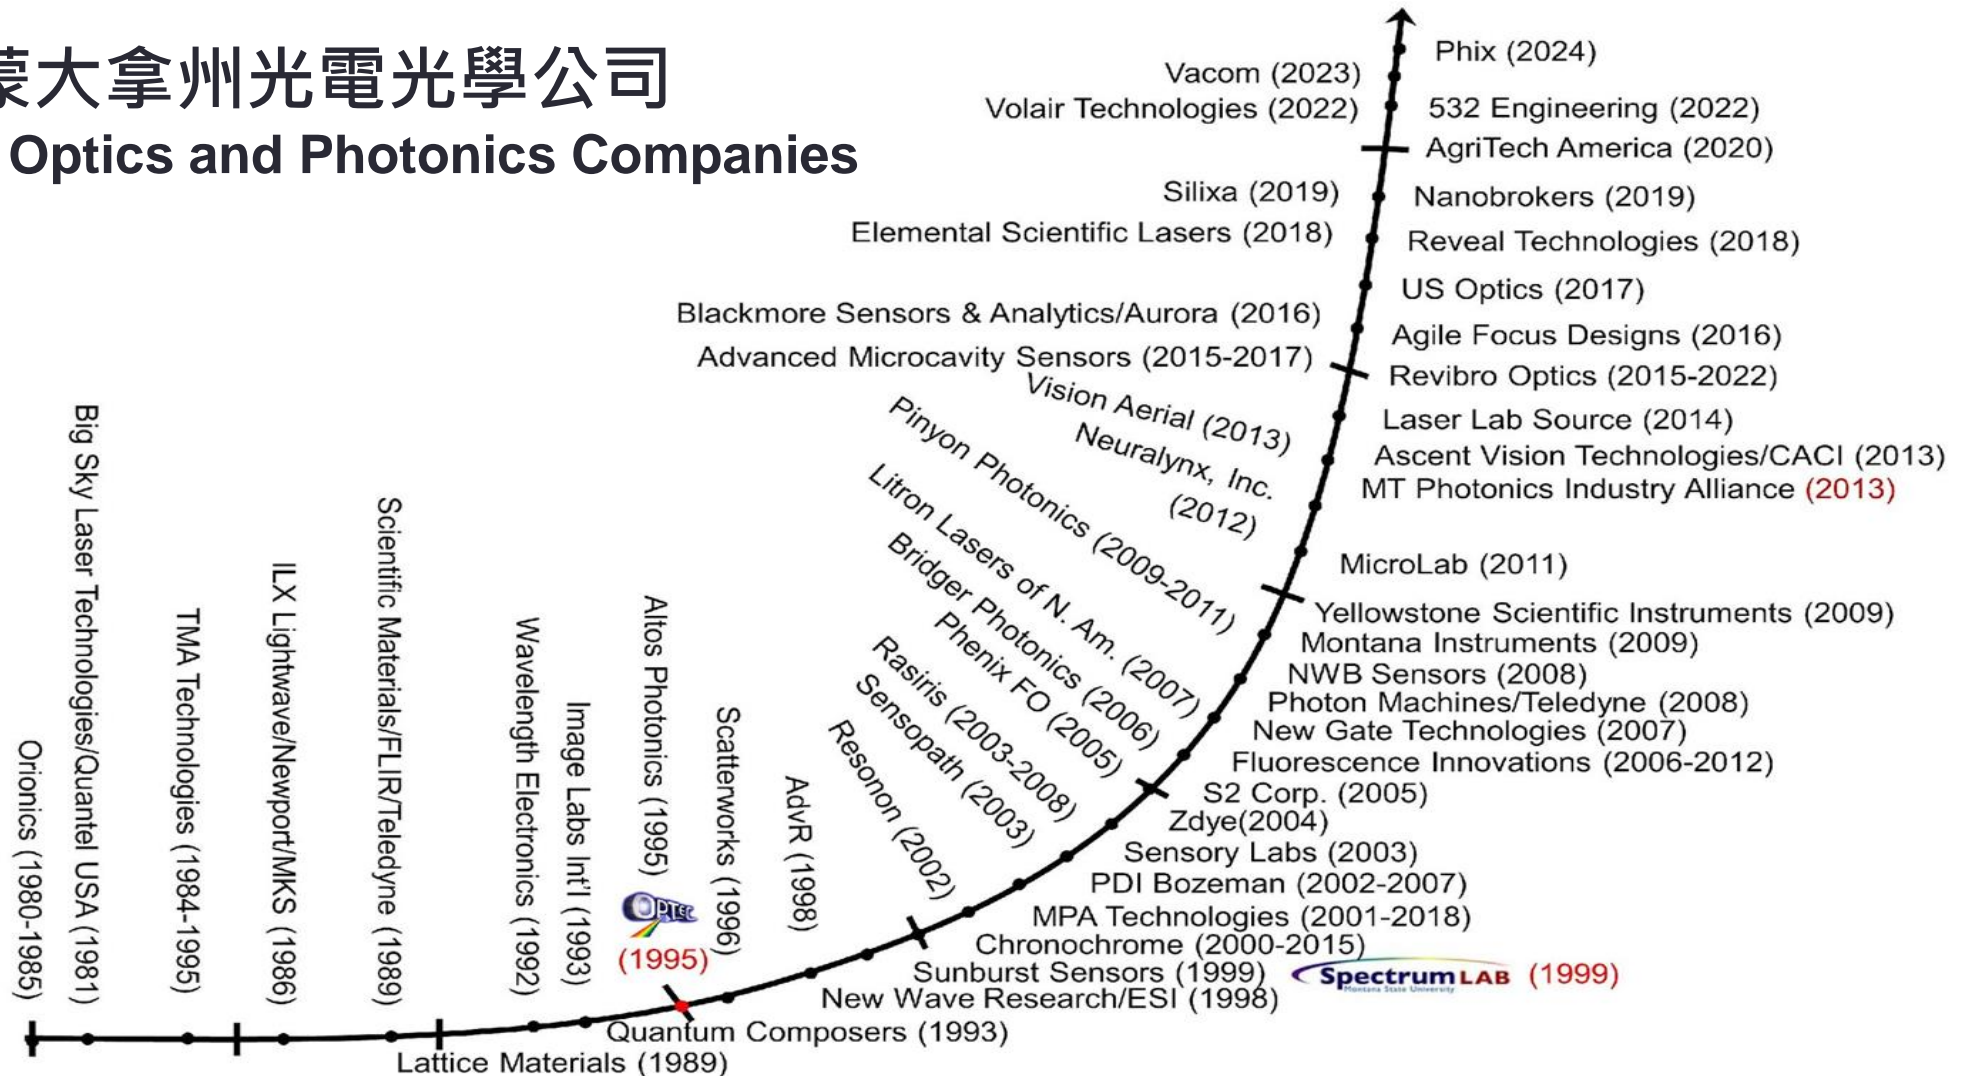 蒙大拿州光電光學公司
Optics and Photonics Companies
Orionics (1980-1985)
Big Sky Laser Technologies/Quantel USA (1981)
TMA Technologies (1984-1995)
ILX Lightwave/Newport/MKS (1986)
Scientific Materials/FLIR/Teledyne (1989)
Lattice Materials (1989)
Wavelength Electronics (1992)
Image Labs Int'l (1993)
Quantum Composers (1993)
Altos Photonics (1995)
OPTEC
(1995)
Scatterworks (1996)
AdvR (1998)
New Wave Research/ESI (1998)
Sunburst Sensors (1999)
Spectrum LAB (1999)
Montana State University
Chronochrome (2000-2015)
MPA Technologies (2001-2018)
Resonon (2002)
PDI Bozeman (2002-2007)
Sensopath (2003)
Rasiris (2003-2008)
Sensory Labs (2003)
Zdye(2004)
Phenix FO (2005)
S2 Corp. (2005)
Bridger Photonics (2006)
Fluorescence Innovations (2006-2012)
Litron Lasers of N. Am. (2007)
New Gate Technologies (2007)
Photon Machines/Teledyne (2008)
NWB Sensors (2008)
Montana Instruments (2009)
Pinyon Photonics (2009-2011)
Yellowstone Scientific Instruments (2009)
MicroLab (2011)
Neuralynx, Inc.
(2012)
Vision Aerial (2013)
MT Photonics Industry Alliance (2013)
Ascent Vision Technologies/CACI (2013)
Laser Lab Source (2014)
Advanced Microcavity Sensors (2015-2017)
Revibro Optics (2015-2022)
Blackmore Sensors & Analytics/Aurora (2016)
Agile Focus Designs (2016)
US Optics (2017)
Elemental Scientific Lasers (2018)
Reveal Technologies (2018)
Silixa (2019)
Nanobrokers (2019)
AgriTech America (2020)
Volair Technologies (2022)
532 Engineering (2022)
Vacom (2023)
Phix (2024)